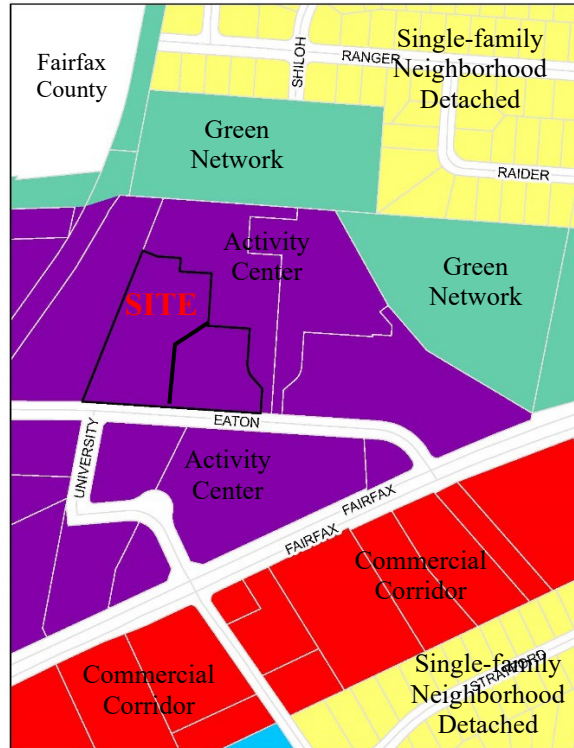 Single-family
Neighborhood
Detached
SHILOH
RANGER
Fairfax
County
Green
Network
RAIDER
Activity
Center
Green
Network
SITE
EATON
UNIVERSITY
Activity
Center
FAIRFAX
FAIRFAX
Commercial
Corridor
STRAFORD
Single-family
Neighborhood
Detached
Commercial
Corridor